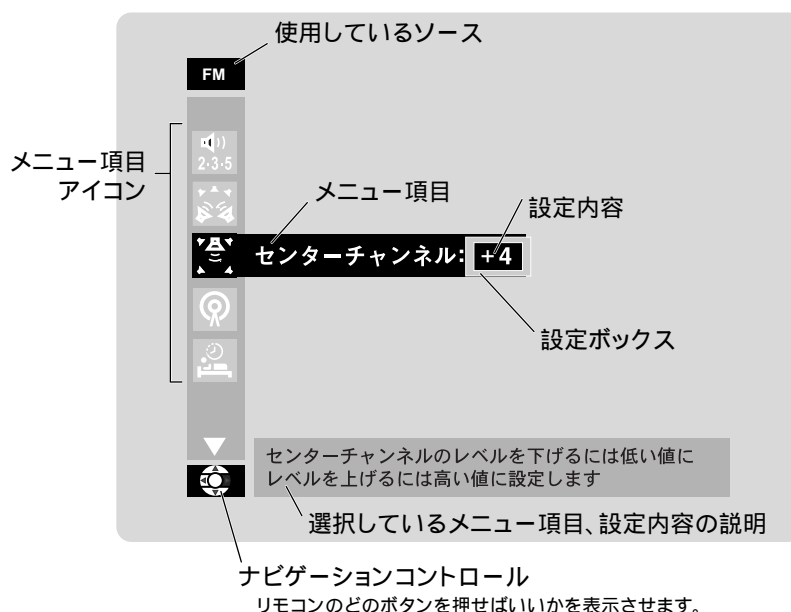 使用しているソース
FM
メニュー項目
アイコン
2･3･5
メニュー項目
設定内容
センターチャンネル: +4
設定ボックス
センターチャンネルのレベルを下げるには低い値に
レベルを上げるには高い値に設定します
選択しているメニュー項目、設定内容の説明
ナビゲーションコントロール
リモコンのどのボタンを押せばいいかを表示させます。